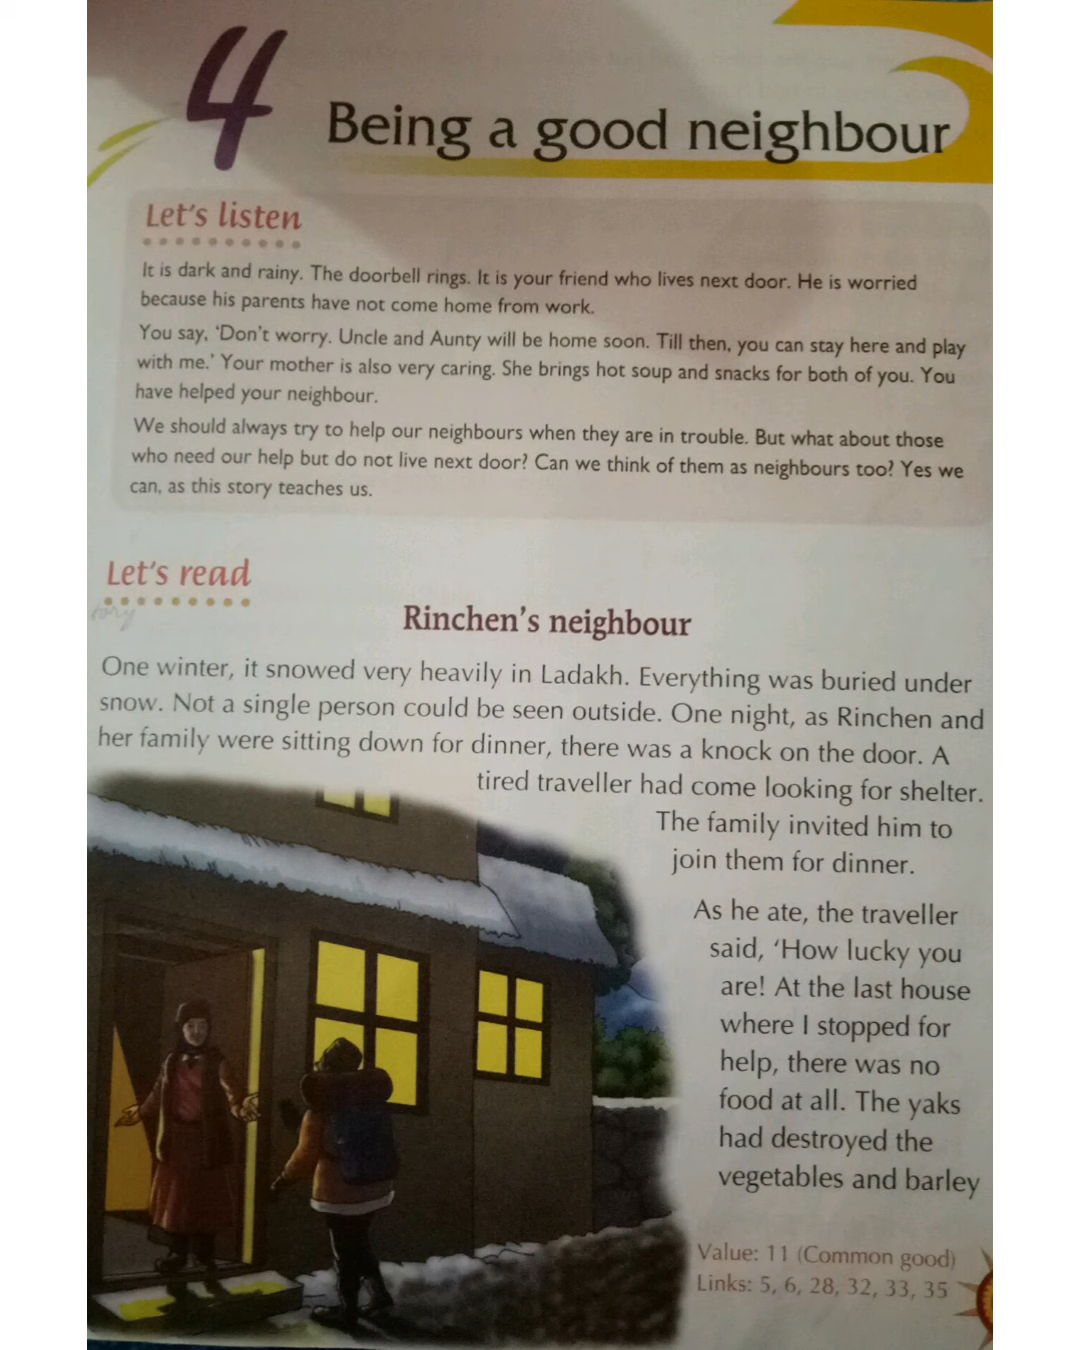 4
Being a good neighbour
Let's listen
It is dark and rainy. The doorbell rings. It is your friend who lives next door. He is worried
because his parents have not come home from work.
You say, 'Don't worry. Uncle and Aunty will be home soon. Till then, you can stay here and play
with me.' Your mother is also very caring. She brings hot soup and snacks for both of you. You
have helped your neighbour.
We should always try to help our neighbours when they are in trouble. But what about those
who need our help but do not live next door? Can we think of them as neighbours too? Yes we
can, as this story teaches us.
Let's read
Rinchen's neighbour
One winter, it snowed very heavily in Ladakh. Everything was buried under
snow. Not a single person could be seen outside. One night, as Rinchen and
her family were sitting down for dinner, there was a knock on the door. A
tired traveller had come looking for shelter.
The family invited him to
join them for dinner.
As he ate, the traveller
said, 'How lucky you
are! At the last house
where I stopped for
help, there was no
food at all. The yaks
had destroyed the
vegetables and barley
Value: 11 (Common good)
Links: 5, 6, 28, 32, 33, 35